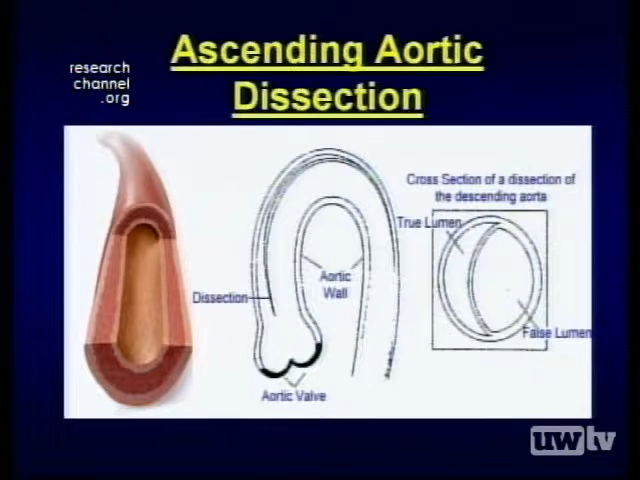 Ascending Aortic
Dissection
research
channel
.org
Cross Section of a dissection of
the descending aorta
True Lumen
Aortic
Wall
Dissection
False Lumen
Aortic Valve
uwtv